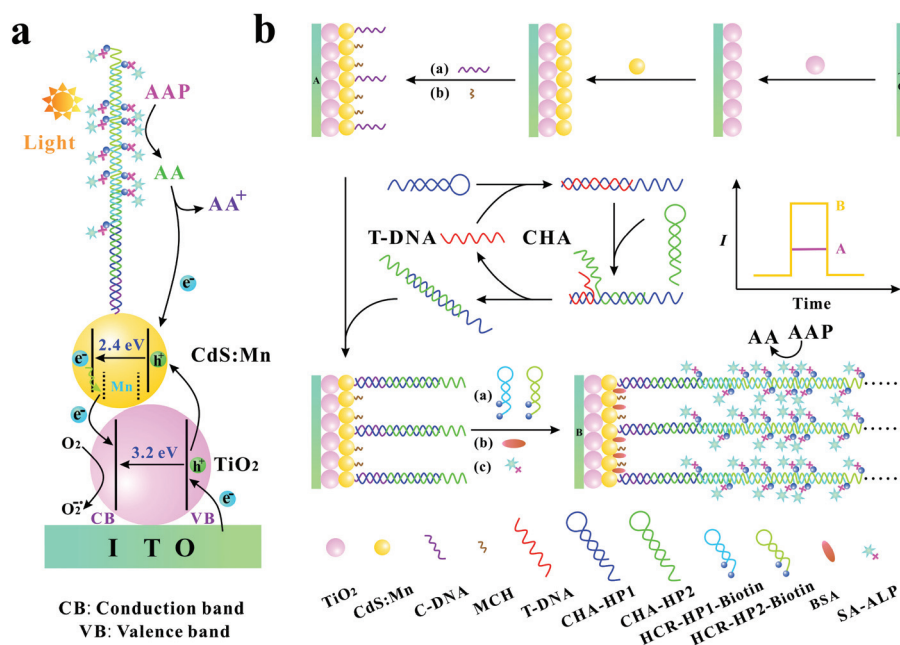 a
AAP
Light
AA
AA+
e-
2.4 eV
CdS:Mn
e-
h+
Mn
e-
O2
3.2 eV
TiO2
h+
O2-•
e-
CB
VB
I T O
CB: Conduction band
VB: Valence band
b
A
(a)
(b)
T-DNA
CHA
I
B
A
Time
AA
AAP
(a)
(b)
(c)
B
TiO2
CdS:Mn
C-DNA
MCH
T-DNA
CHA-HP1
CHA-HP2
HCR-HP1-Biotin
HCR-HP2-Biotin
BSA
SA-ALP